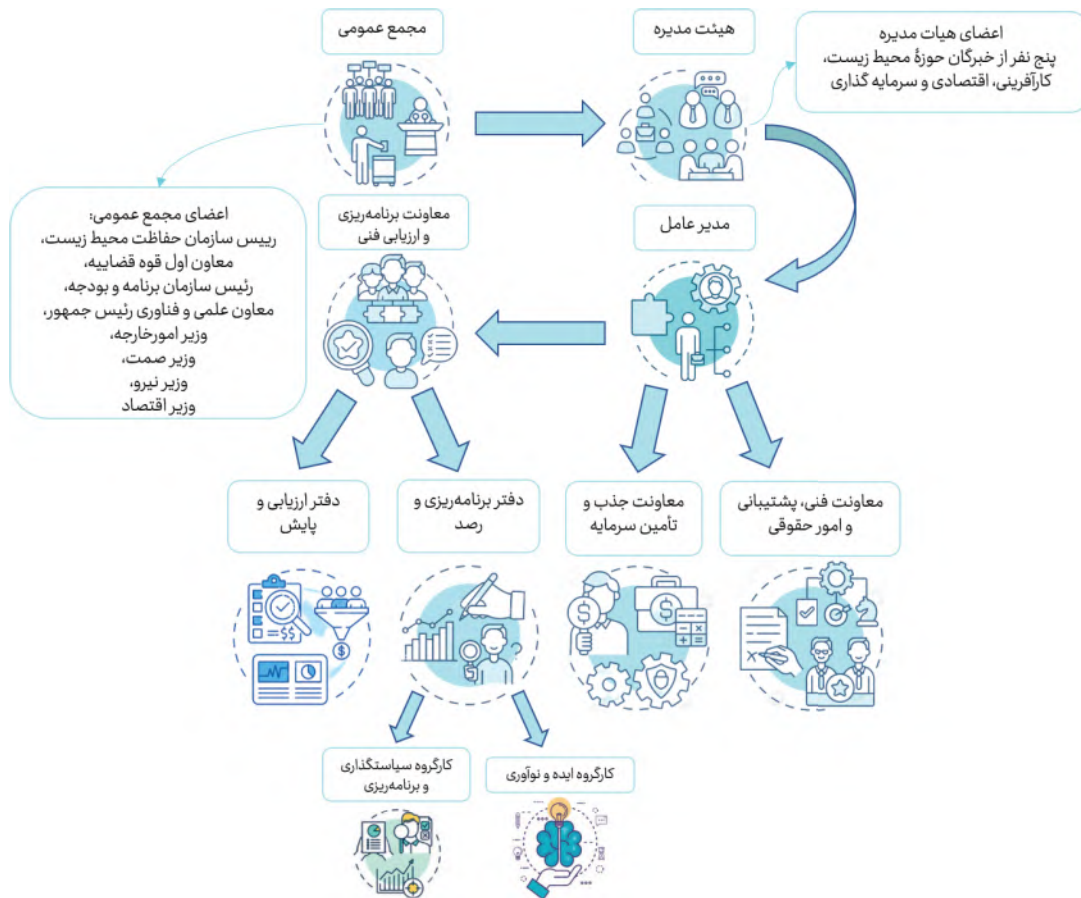 مجمع عمومی
هیئت مدیره
اعضای هیات مدیره
پنج نفر از خبرگان حوزهٔ محیط زیست،
کارآفرینی، اقتصادی و سرمایه گذاری
اعضای مجمع عمومی:
رییس سازمان حفاظت محیط زیست،
معاون اول قوه قضاییه،
رئیس سازمان برنامه و بودجه،
معاون علمی و فناوری رئیس جمهور،
وزیر امورخارجه،
وزیر صمت،
وزیر نیرو،
وزیر اقتصاد
معاونت برنامه‌ریزی
و ارزیابی فنی
مدیر عامل
معاونت فنی، پشتیبانی
و امور حقوقی
معاونت جذب و
تأمین سرمایه
دفتر برنامه‌ریزی و
رصد
دفتر ارزیابی و
پایش
کارگروه ایده و نوآوری
کارگروه سیاستگذاری
و برنامه‌ریزی